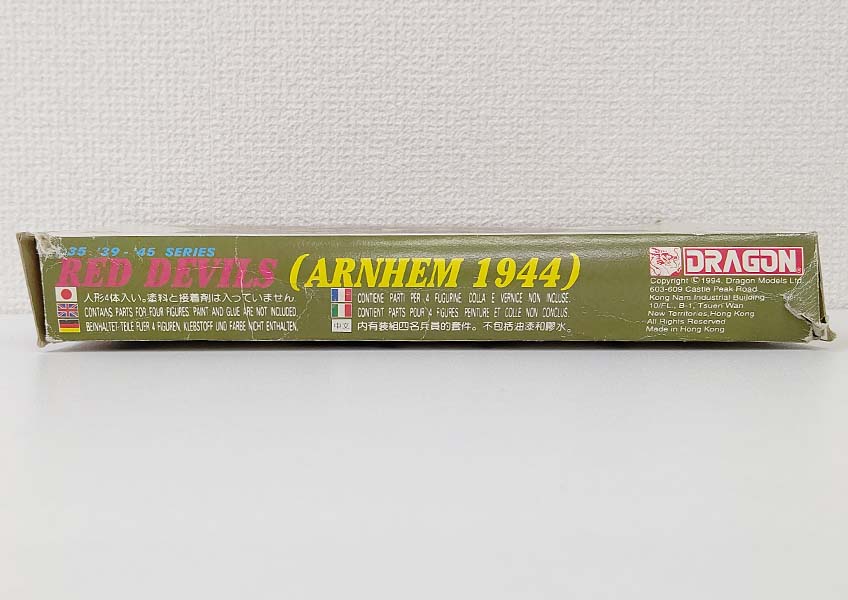 35 '39 - '45 SERIES
RED DEVILS (ARNHEM 1944)
人形4体入い。塗料と接着剤は入っていません
CONTAINS PARTS FOR FOUR FIGURES. PAINT AND GLUE ARE NOT INCLUDED.
BEINHALTET-TEILE FUER 4 FIGUREN. KLEBSTOFF UND FARBE NICHT ENTHALTEN.
CONTIENE PARTI PER 4 FUGURINE COLLA E VERNICE NON INCLUSE.
CONTIENT PARTS POUR 4 FIGURES PEINTURE ET COLLE NON CONCLUS.
中文 內有裝組四名兵員的套件。不包括油漆和膠水。
DRAGON
Copyright © 1994. Dragon Models Ltd.
603-609 Castle Peak Road
Kong Nam Industrial Building
10/FL., B-1, Tsuen Wan
New Territories, Hong Kong
All Rights Reserved
Made in Hong Kong